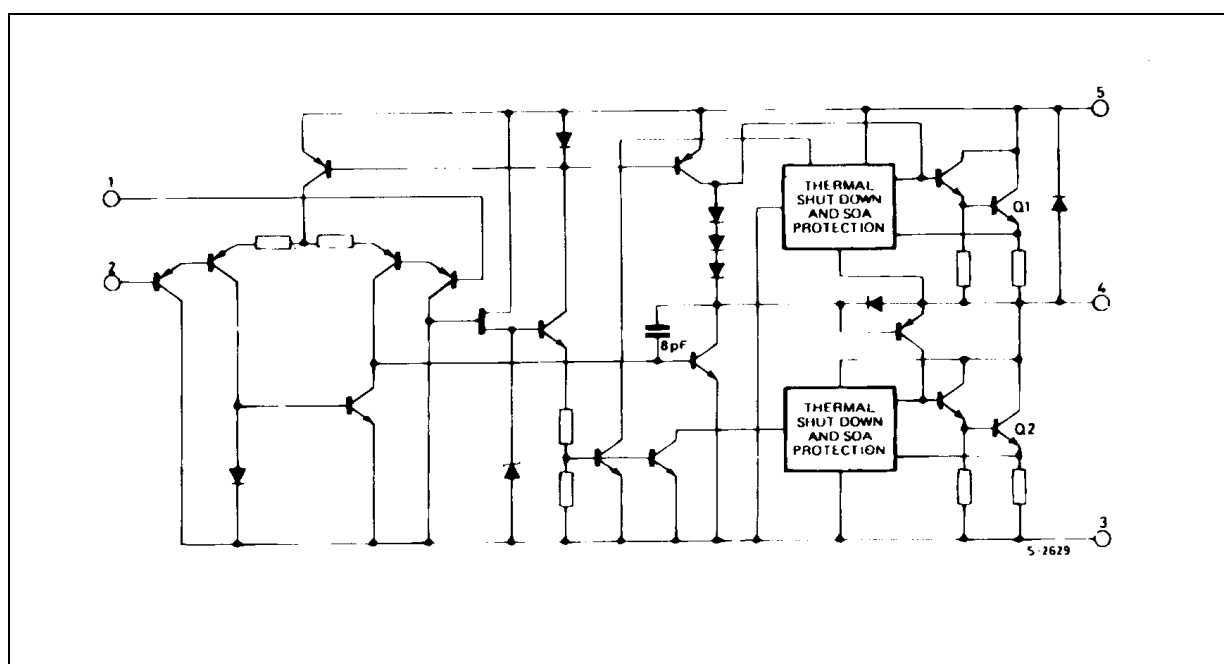 5
1
THERMAL
SHUT DOWN
AND SOA
PROTECTION
Q1
2
4
8pF
THERMAL
SHUT DOWN
AND SOA
PROTECTION
Q2
3
S-2629